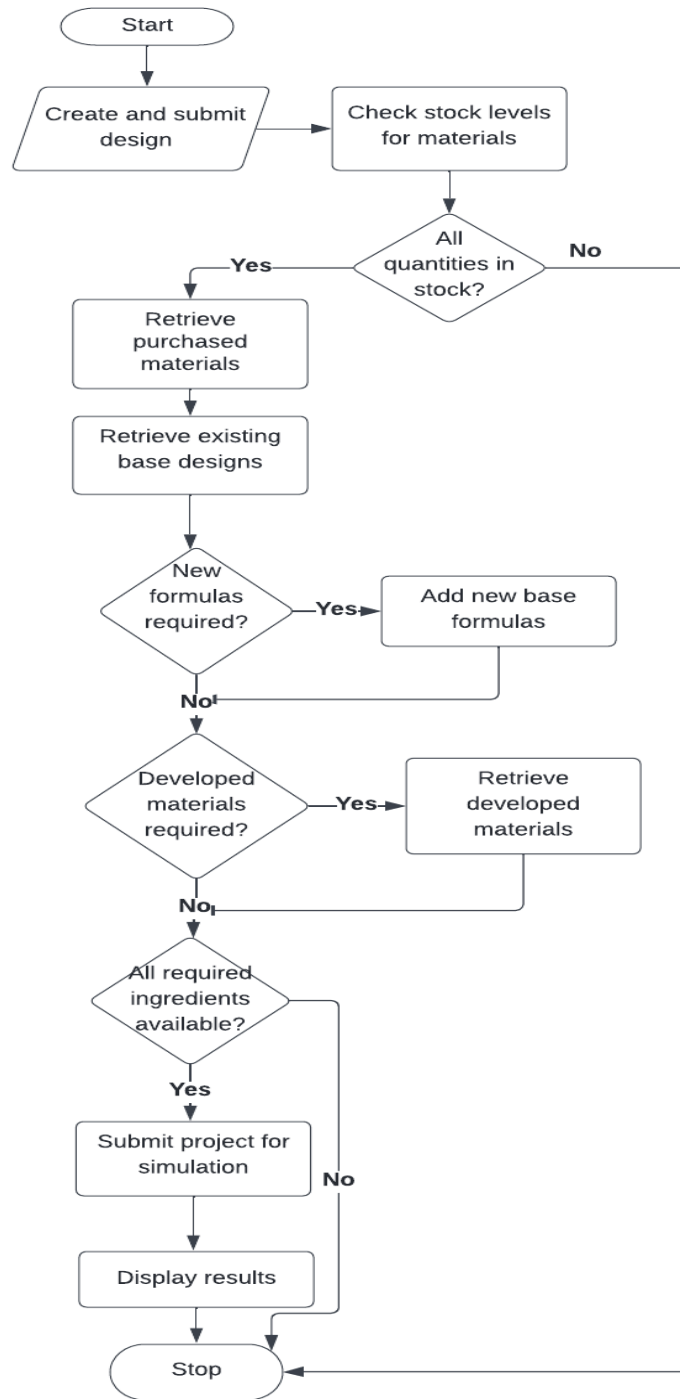 Start
Create and submit
design
Check stock levels
for materials
All
quantities in
stock?
Yes
No
Retrieve
purchased
materials
Retrieve existing
base designs
New
formulas
required?
Yes
Add new base
formulas
No
Developed
materials
required?
Yes
Retrieve
developed
materials
No
All required
ingredients
available?
Yes
Submit project for
simulation
No
Display results
Stop